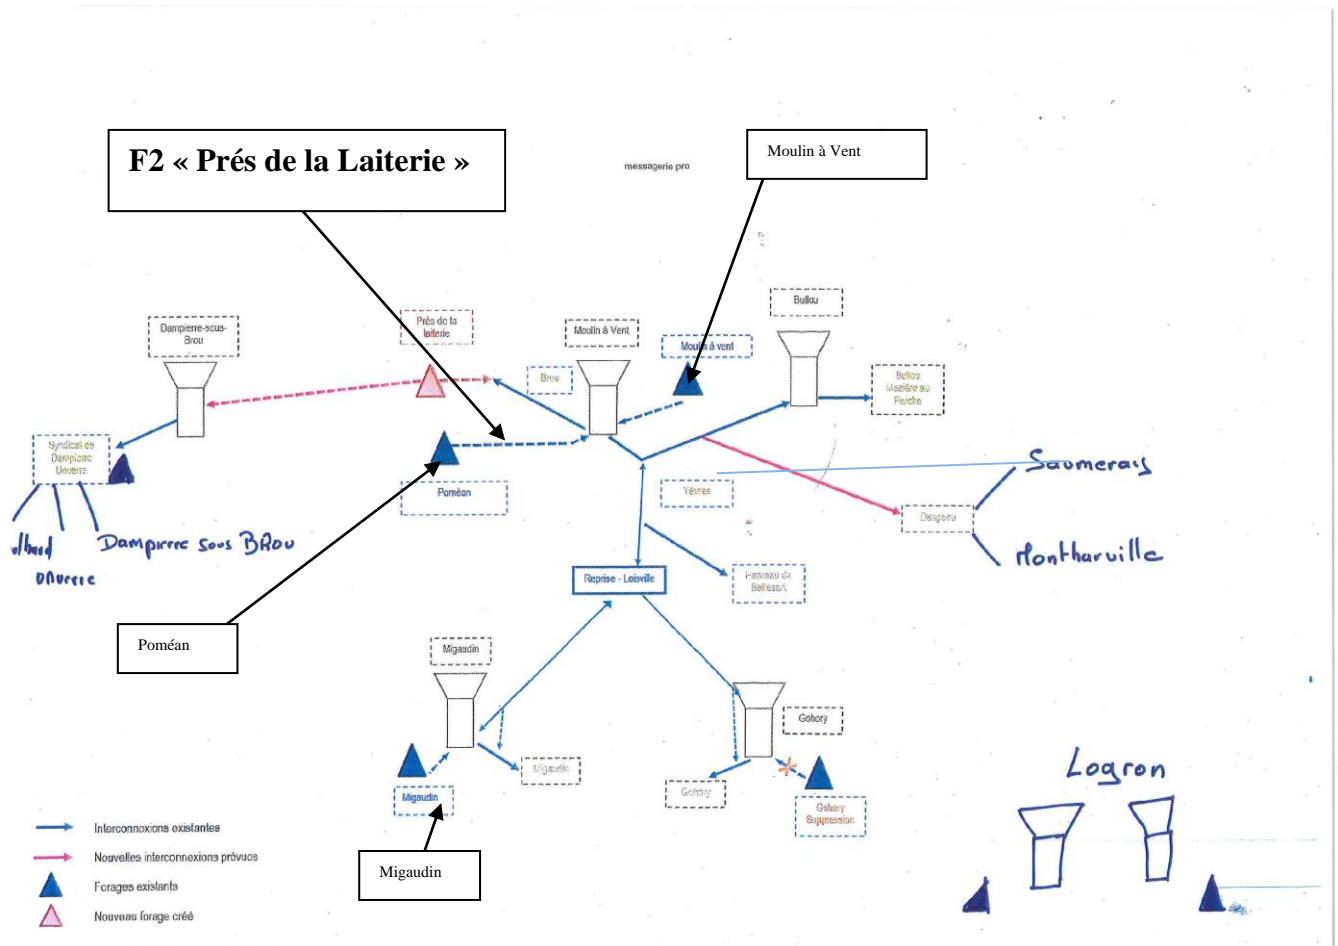 F2 « Prés de la Laiterie »
Moulin à Vent
messagerie pro
Bullou
Dampierre-sous-
Brou
Prés de la
laiterie
Moulin à Vent
Moulin à vent
Brou
Bullou
Mezière au
Perche
Syndicat de
Dampierre
Unverre
Poméan
Yèvres
Saumeray
Dangeau
Dampierre sous BRou
Montharville
Reprise - Loisville
Hameau de
Poméan
Migaudin
Gohory
Migaudin
Logron
Gohory
Migaudin
Gohory
Suppression
Interconnexions existantes
Nouvelles interconnexions prévues
Migaudin
Forages existants
Nouveau forage créé